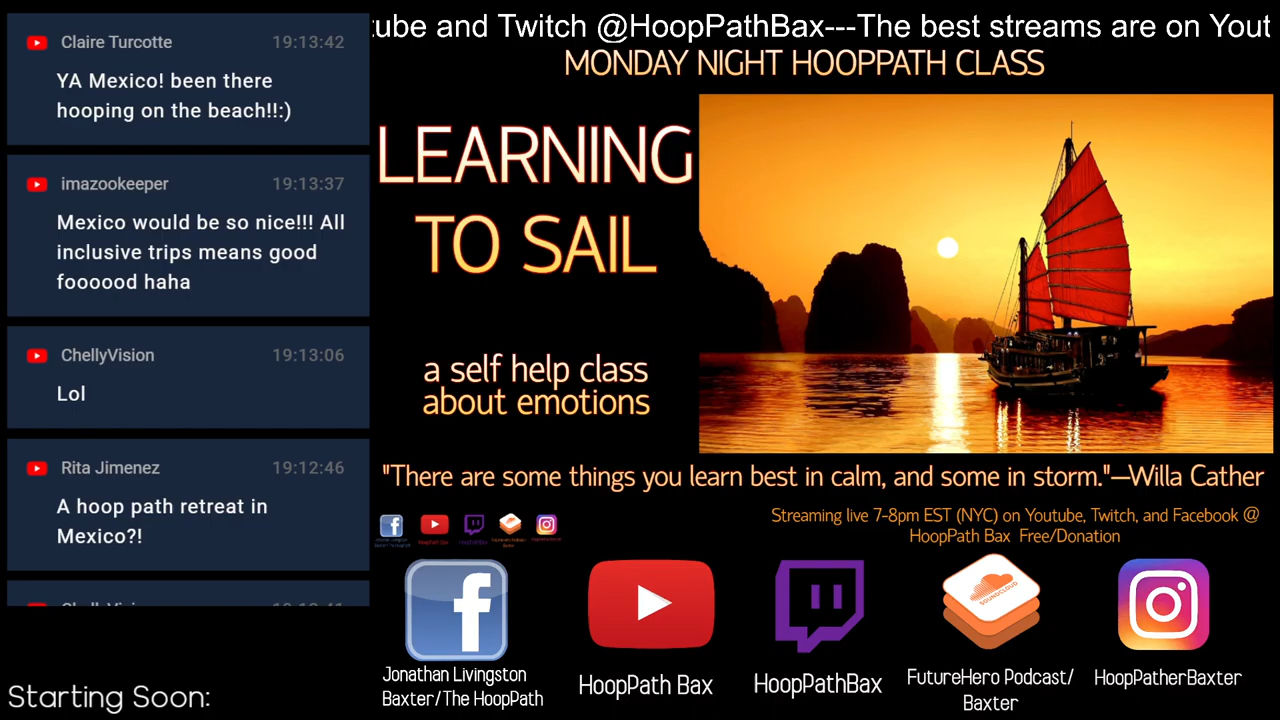 Claire Turcotte 19:13:42
YA Mexico! been there
hooping on the beach!!:)
imazookeeper 19:13:37
Mexico would be so nice!!! All
inclusive trips means good
foooood haha
ChellyVision 19:13:06
Lol
Rita Jimenez 19:12:46
A hoop path retreat in
Mexico?!
Starting Soon:
tube and Twitch @HoopPathBax---The best streams are on Yout
MONDAY NIGHT HOOPPATH CLASS
LEARNING
TO SAIL
a self help class
about emotions
"There are some things you learn best in calm, and some in storm."—Willa Cather
Streaming live 7-8pm EST (NYC) on Youtube, Twitch, and Facebook @
HoopPath Bax Free/Donation
SOUNDCLOUD
Jonathan Livingston
Baxter/The HoopPath
HoopPath Bax
HoopPathBax
FutureHero Podcast/
Baxter
HoopPatherBaxter